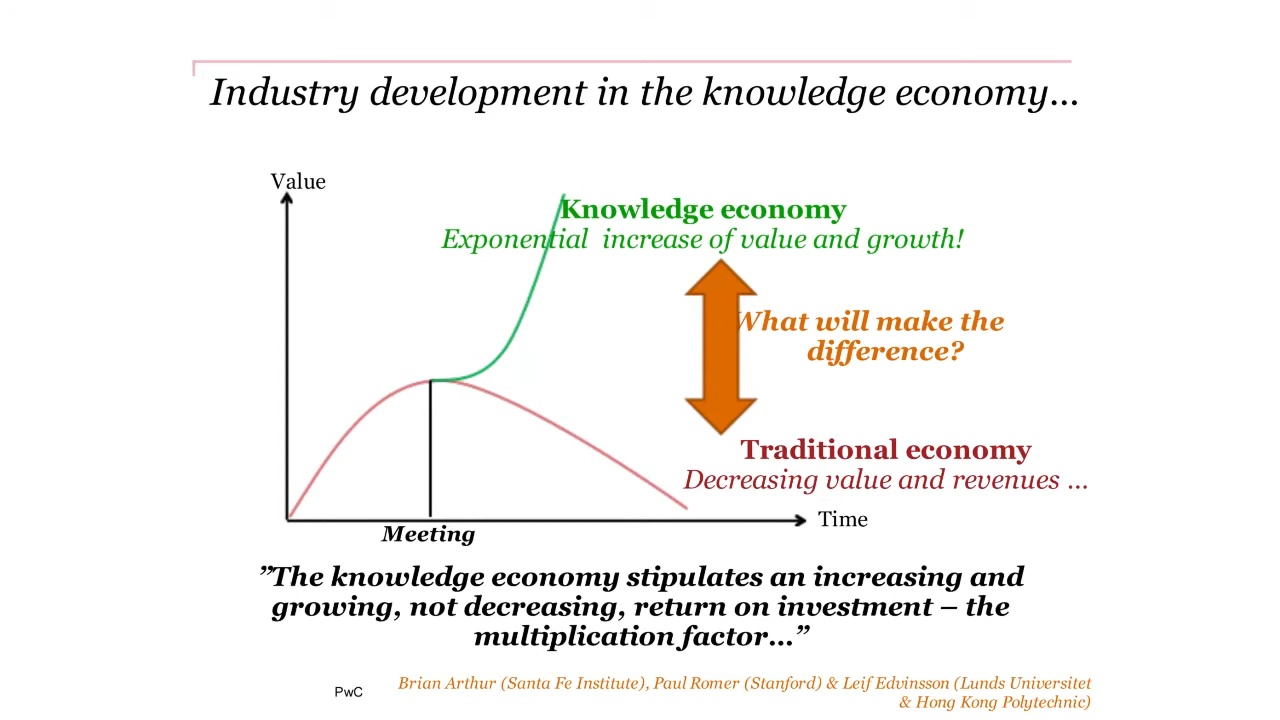 Industry development in the knowledge economy...
Value
Knowledge economy
Exponential increase of value and growth!
What will make the
difference?
Traditional economy
Decreasing value and revenues ...
Time
Meeting
”The knowledge economy stipulates an increasing and
growing, not decreasing, return on investment – the
multiplication factor...”
PwC
Brian Arthur (Santa Fe Institute), Paul Romer (Stanford) & Leif Edvinsson (Lunds Universitet
& Hong Kong Polytechnic)